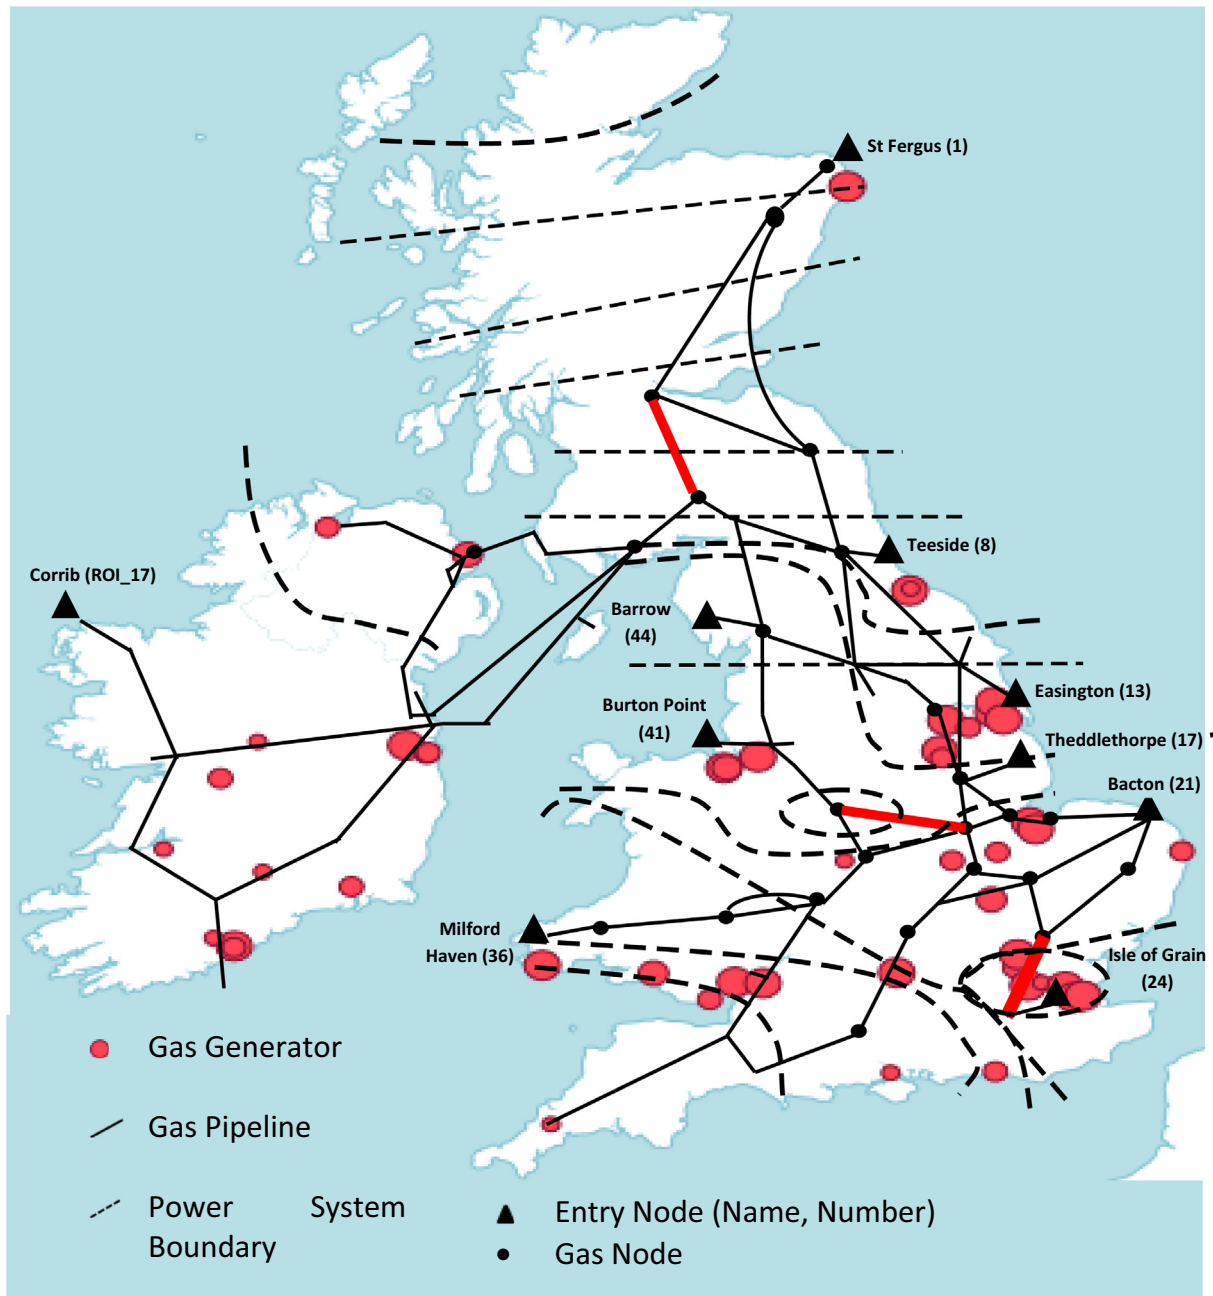 St Fergus (1)
Teeside (8)
Corrib (ROI_17)
Barrow
(44)
Easington (13)
Burton Point
(41)
Theddlethorpe (17)
Bacton (21)
Milford
Haven (36)
Isle of Grain
(24)
Gas Generator
Gas Pipeline
Power System
Boundary
Entry Node (Name, Number)
Gas Node